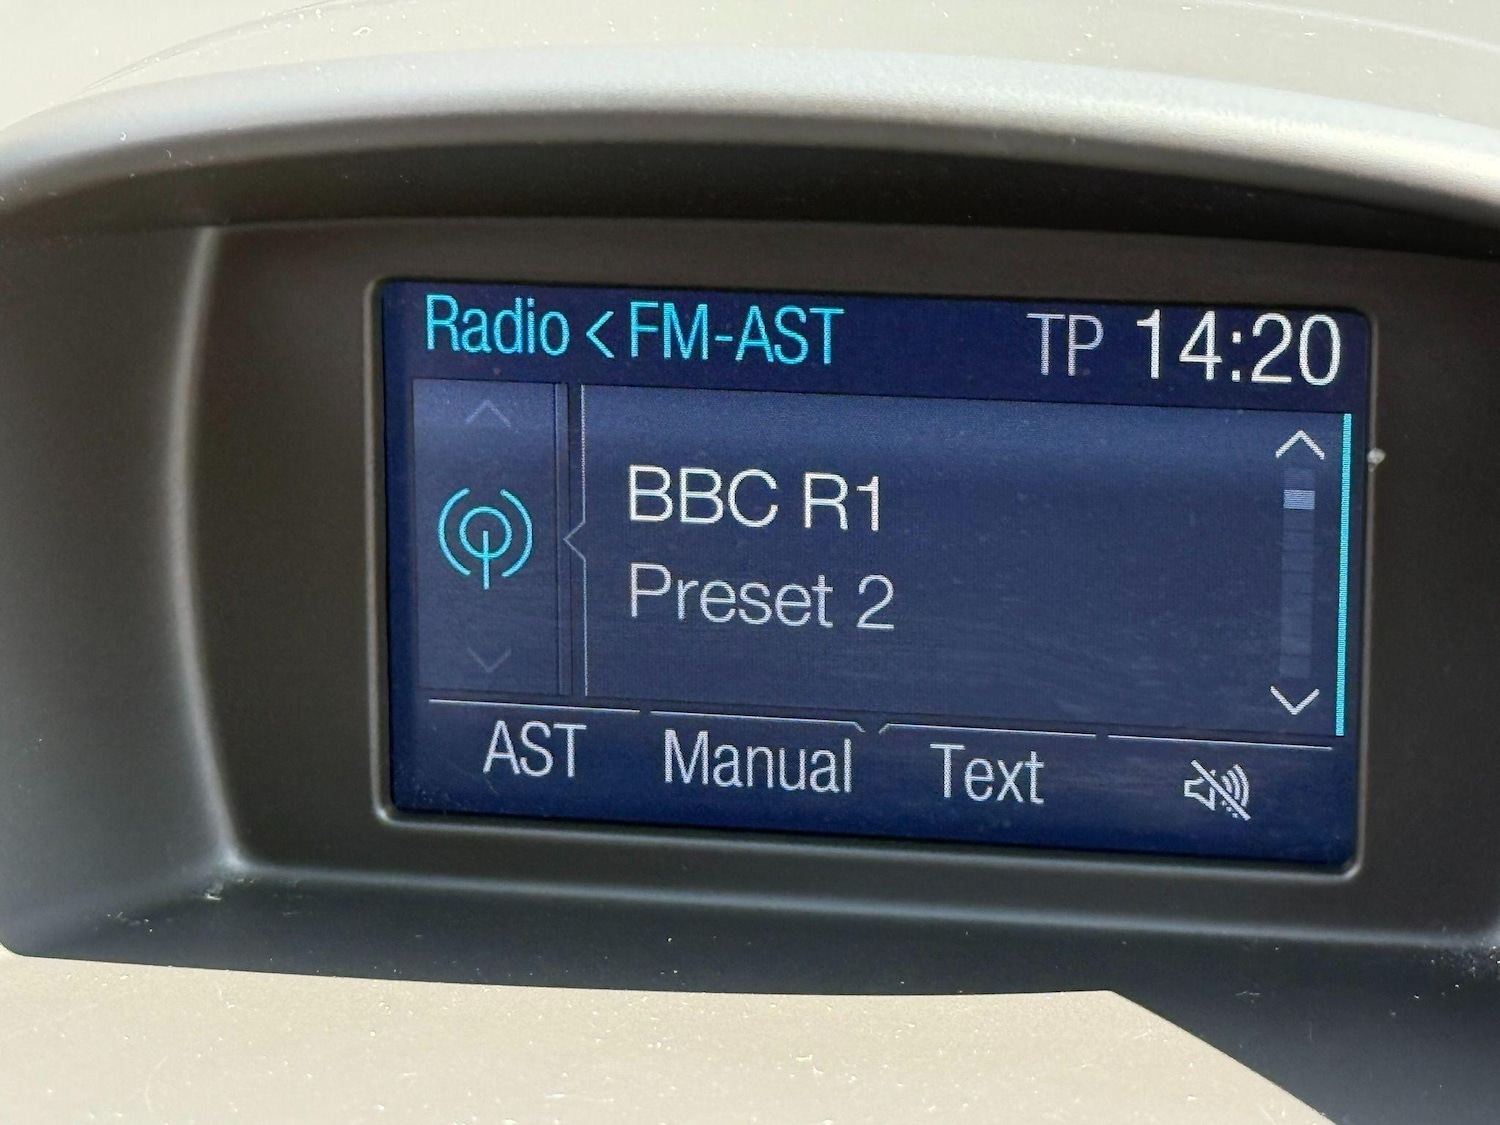 Radio < FM-AST TP 14:20
BBC R1
Preset 2
AST Manual Text